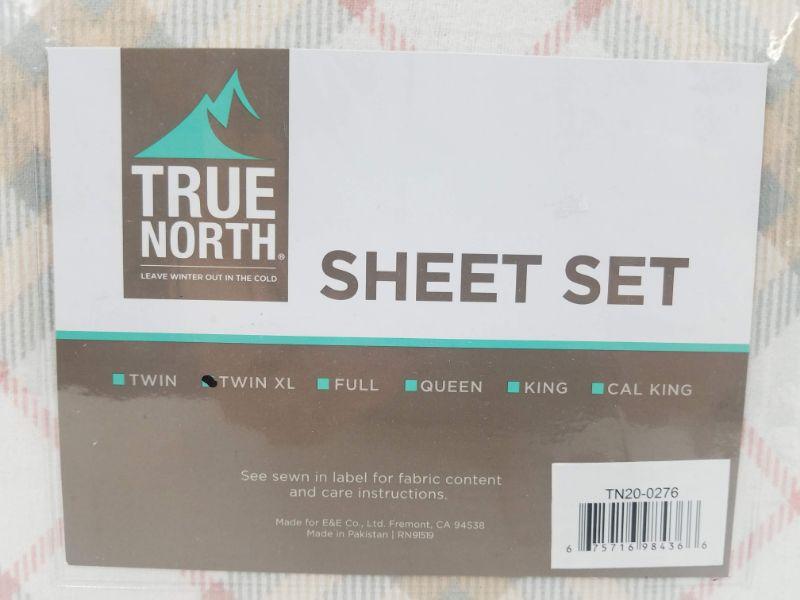 TRUE
NORTH®
LEAVE WINTER OUT IN THE COLD
SHEET SET
TWIN TWIN XL FULL QUEEN KING CAL KING
See sewn in label for fabric content
and care instructions.
Made for E&E Co., Ltd. Fremont, CA 94538
Made in Pakistan | RN91519
TN20-0276
6 75716 98436 6